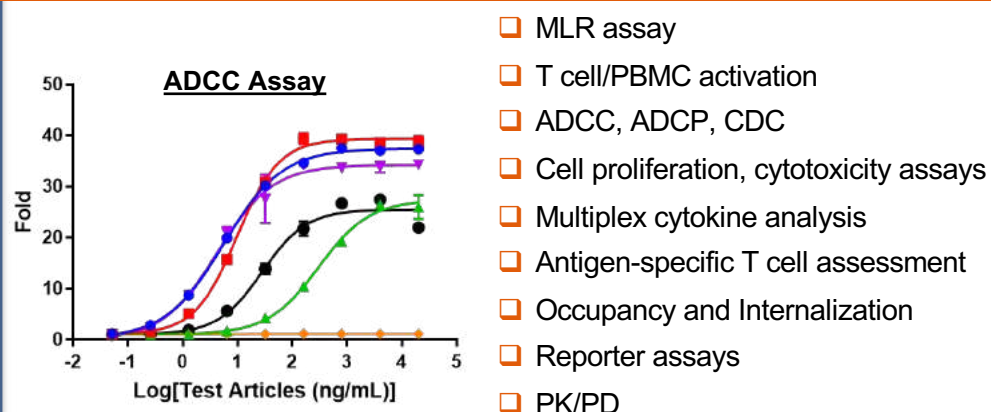 ADCC Assay
50
40
30
20
10
0
Fold
-2 -1 0 1 2 3 4 5
Log[Test Articles (ng/mL)]
MLR assay
T cell/PBMC activation
ADCC, ADCP, CDC
Cell proliferation, cytotoxicity assays
Multiplex cytokine analysis
Antigen-specific T cell assessment
Occupancy and Internalization
Reporter assays
PK/PD